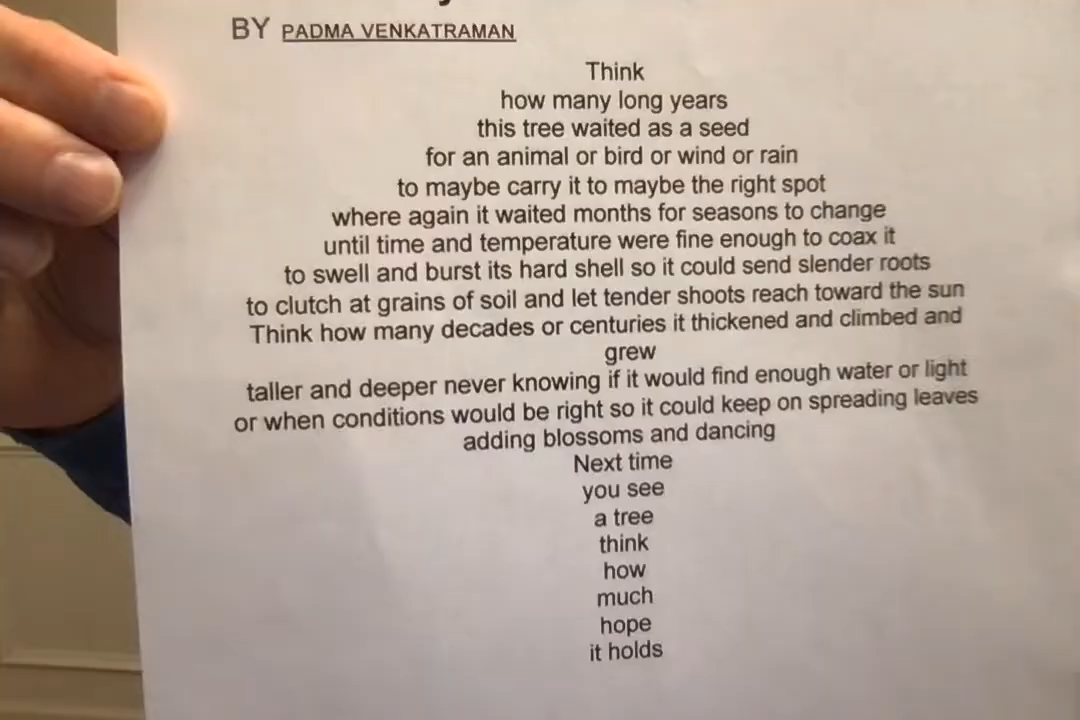 BY PADMA VENKATRAMAN
Think
how many long years
this tree waited as a seed
for an animal or bird or wind or rain
to maybe carry it to maybe the right spot
where again it waited months for seasons to change
until time and temperature were fine enough to coax it
to swell and burst its hard shell so it could send slender roots
to clutch at grains of soil and let tender shoots reach toward the sun
Think how many decades or centuries it thickened and climbed and
grew
taller and deeper never knowing if it would find enough water or light
or when conditions would be right so it could keep on spreading leaves
adding blossoms and dancing
Next time
you see
a tree
think
how
much
hope
it holds